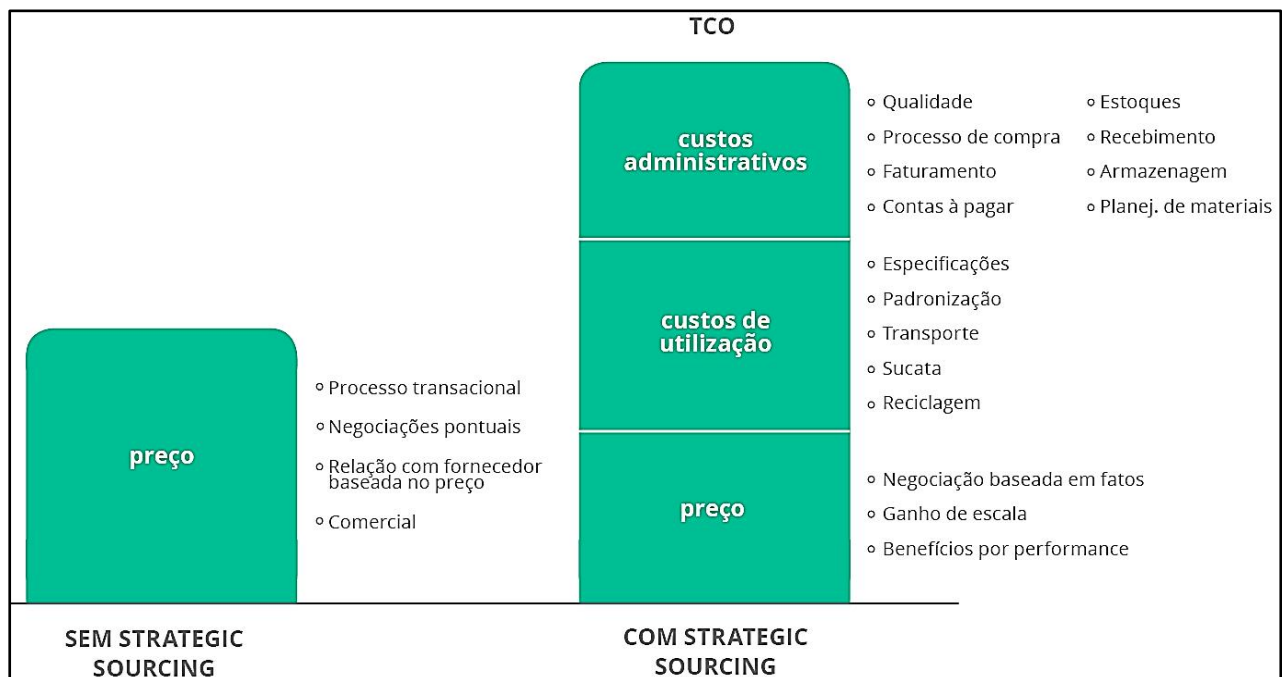 TCO
custos
administrativos
○ Qualidade
○ Processo de compra
○ Faturamento
○ Contas à pagar
○ Estoques
○ Recebimento
○ Armazenagem
○ Planej. de materiais
custos de
utilização
○ Especificações
○ Padronização
○ Transporte
○ Sucata
○ Reciclagem
preço
○ Processo transacional
○ Negociações pontuais
○ Relação com fornecedor
baseada no preço
○ Comercial
preço
○ Negociação baseada em fatos
○ Ganho de escala
○ Benefícios por performance
SEM STRATEGIC
SOURCING
COM STRATEGIC
SOURCING